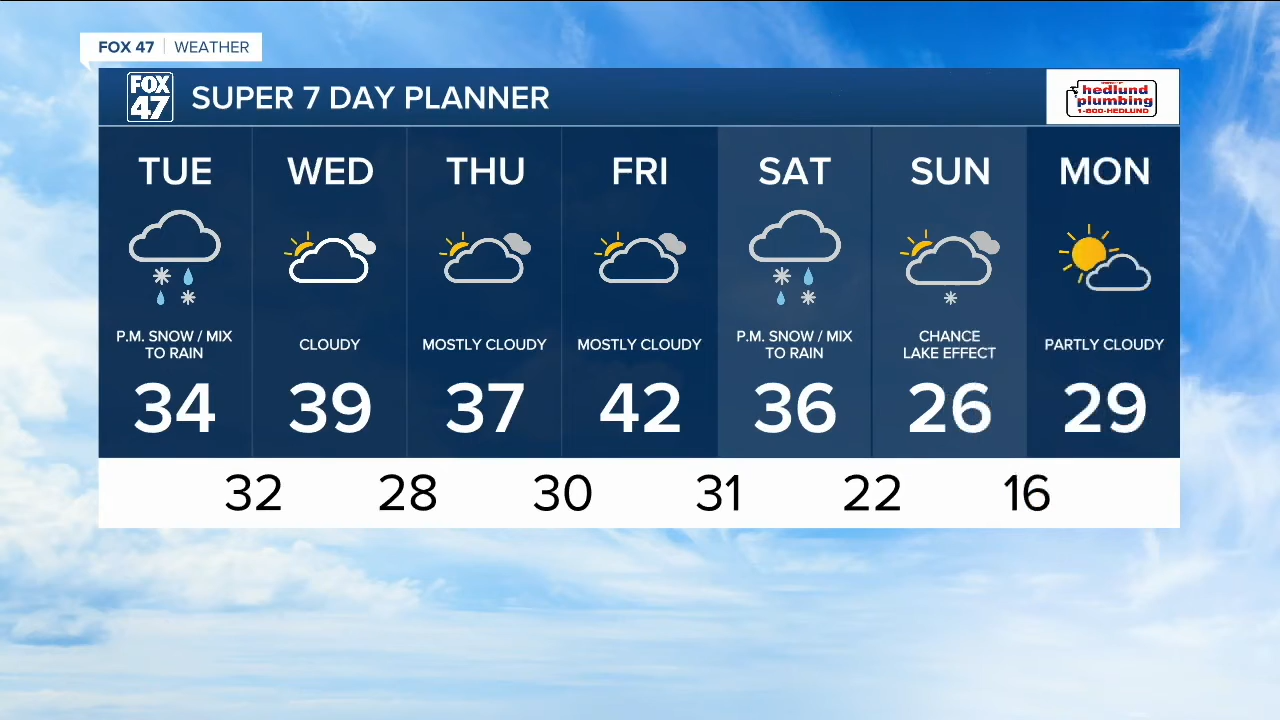 FOX 47 | WEATHER
FOX
47
SUPER 7 DAY PLANNER
hedlund
plumbing
1-800-HEDLUND
TUE WED THU FRI SAT SUN MON
P.M. SNOW / MIX
TO RAIN
CLOUDY
MOSTLY CLOUDY
MOSTLY CLOUDY
P.M. SNOW / MIX
TO RAIN
CHANCE
LAKE EFFECT
PARTLY CLOUDY
34 39 37 42 36 26 29
32 28 30 31 22 16